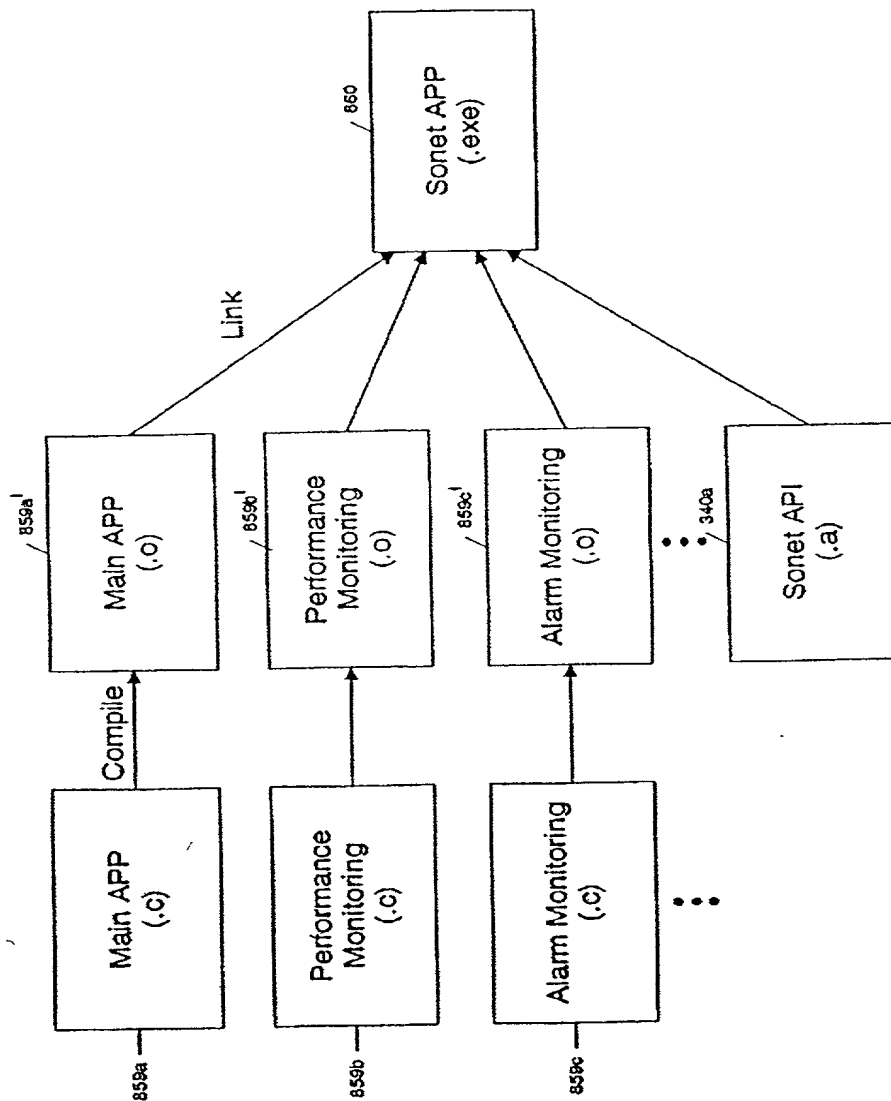 859a
Main APP
(.c)
Compile
859a'
Main APP
(.o)
Link
859b
Performance
Monitoring
(.c)
859b'
Performance
Monitoring
(.o)
860
Sonet APP
(.exe)
859c
Alarm Monitoring
(.c)
859c'
Alarm Monitoring
(.o)
340a
Sonet API
(.a)